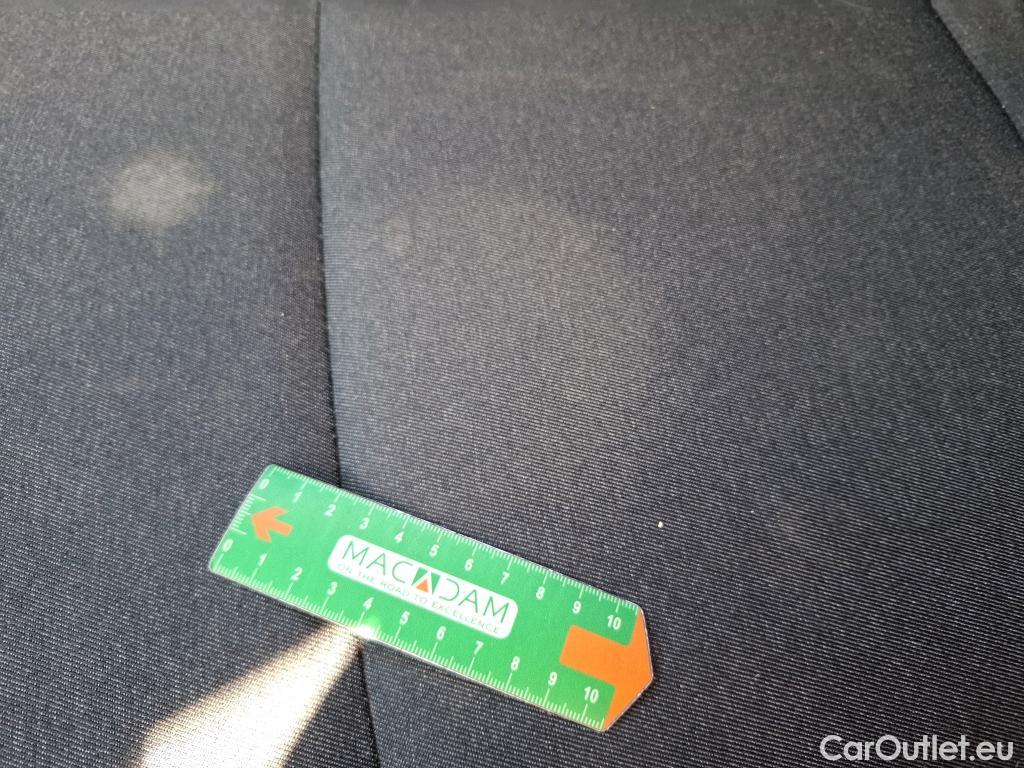 0 1 2 3 4 5 6 7 8 9 10
MACADAM
ON THE ROAD TO EXCELLENCE
0 1 2 3 4 5 6 7 8 9 10
CarOutlet.eu